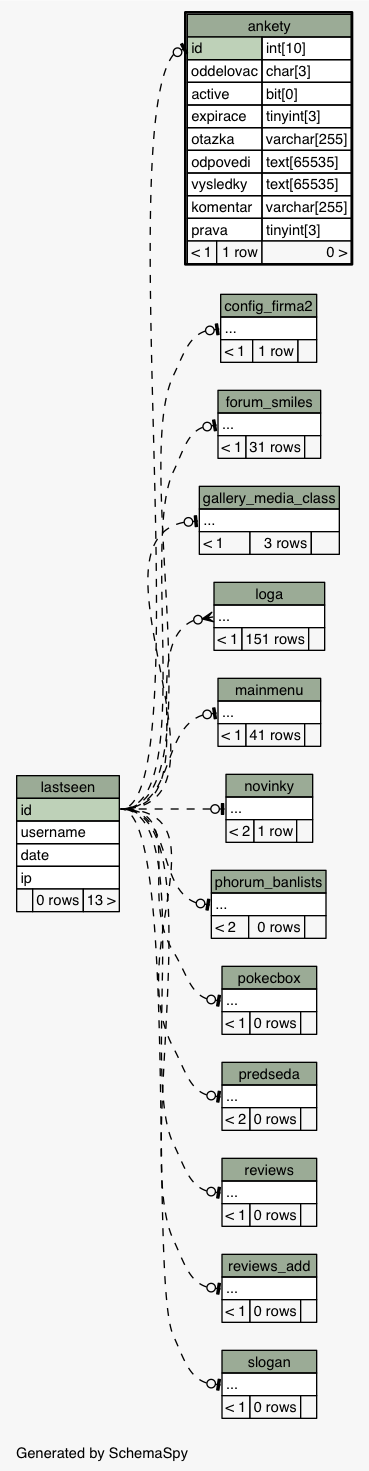 ankety
id int[10]
oddelovac char[3]
active bit[0]
expirace tinyint[3]
otazka varchar[255]
odpovedi text[65535]
vysledky text[65535]
komentar varchar[255]
prava tinyint[3]
< 1 1 row 0 >
config_firma2
...
< 1 1 row
forum_smiles
...
< 1 31 rows
gallery_media_class
...
< 1 3 rows
loga
...
< 1 151 rows
mainmenu
...
< 1 41 rows
lastseen
id
username
date
ip
0 rows 13 >
novinky
...
< 2 1 row
phorum_banlists
...
< 2 0 rows
pokecbox
...
< 1 0 rows
predseda
...
< 2 0 rows
reviews
...
< 1 0 rows
reviews_add
...
< 1 0 rows
slogan
...
< 1 0 rows
Generated by SchemaSpy